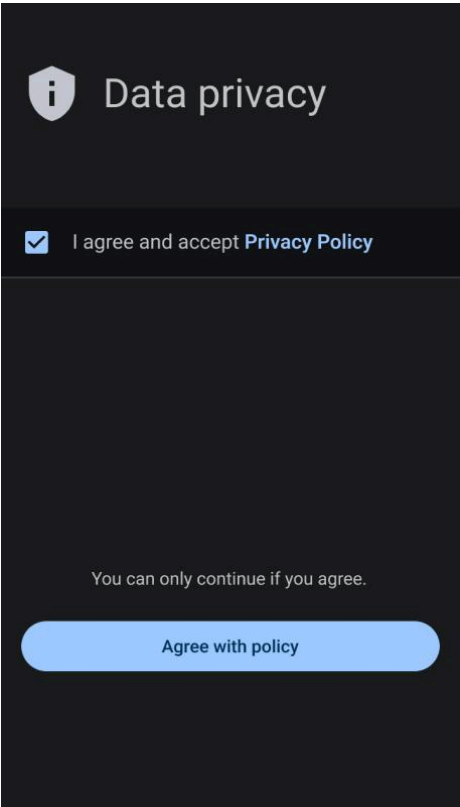 Data privacy
I agree and accept Privacy Policy
You can only continue if you agree.
Agree with policy